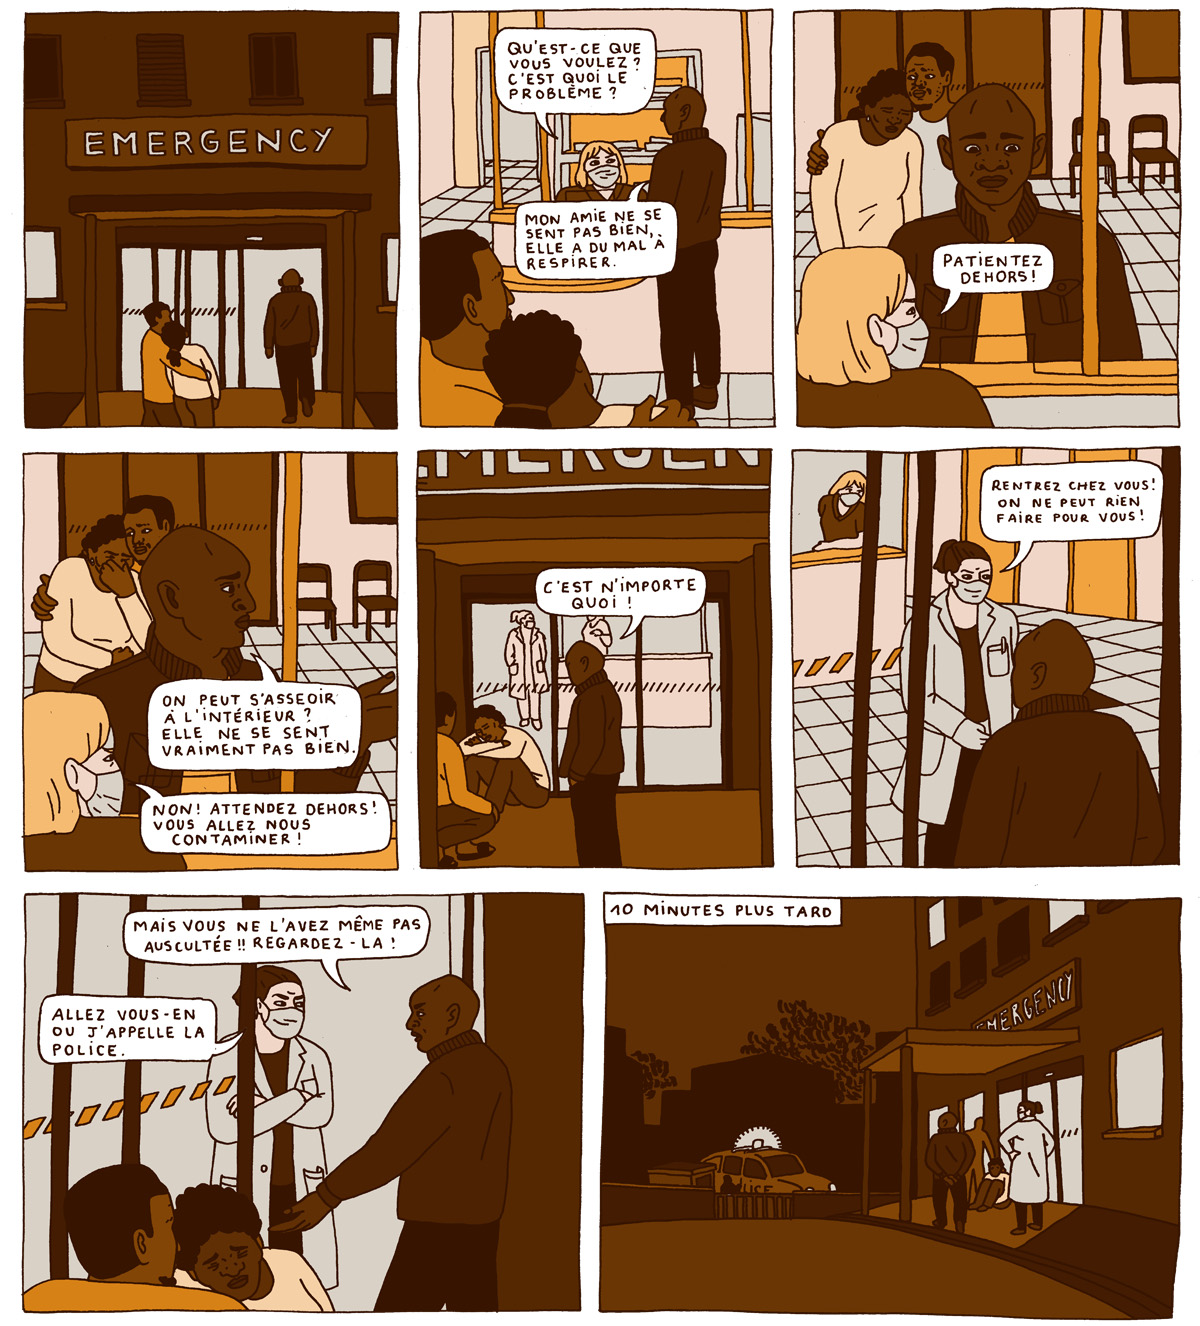 EMERGENCY
QU'EST-CE QUE
VOUS VOULEZ?
C'EST QUOI LE
PROBLÈME?
MON AMIE NE SE
SENT PAS BIEN,
ELLE A DU MAL À
RESPIRER.
PATIENTEZ
DEHORS!
ON PEUT S'ASSEOIR
À L'INTÉRIEUR?
ELLE NE SE SENT
VRAIMENT PAS BIEN.
NON! ATTENDEZ DEHORS!
VOUS ALLEZ NOUS
CONTAMINER!
EMERGEN
C'EST N'IMPORTE
QUOI!
RENTREZ CHEZ VOUS!
ON NE PEUT RIEN
FAIRE POUR VOUS!
MAIS VOUS NE L'AVEZ MÊME PAS
AUSCULTÉE!! REGARDEZ-LA!
ALLEZ VOUS-EN
OU J'APPELLE LA
POLICE.
10 MINUTES PLUS TARD
EMERGENCY
LICE